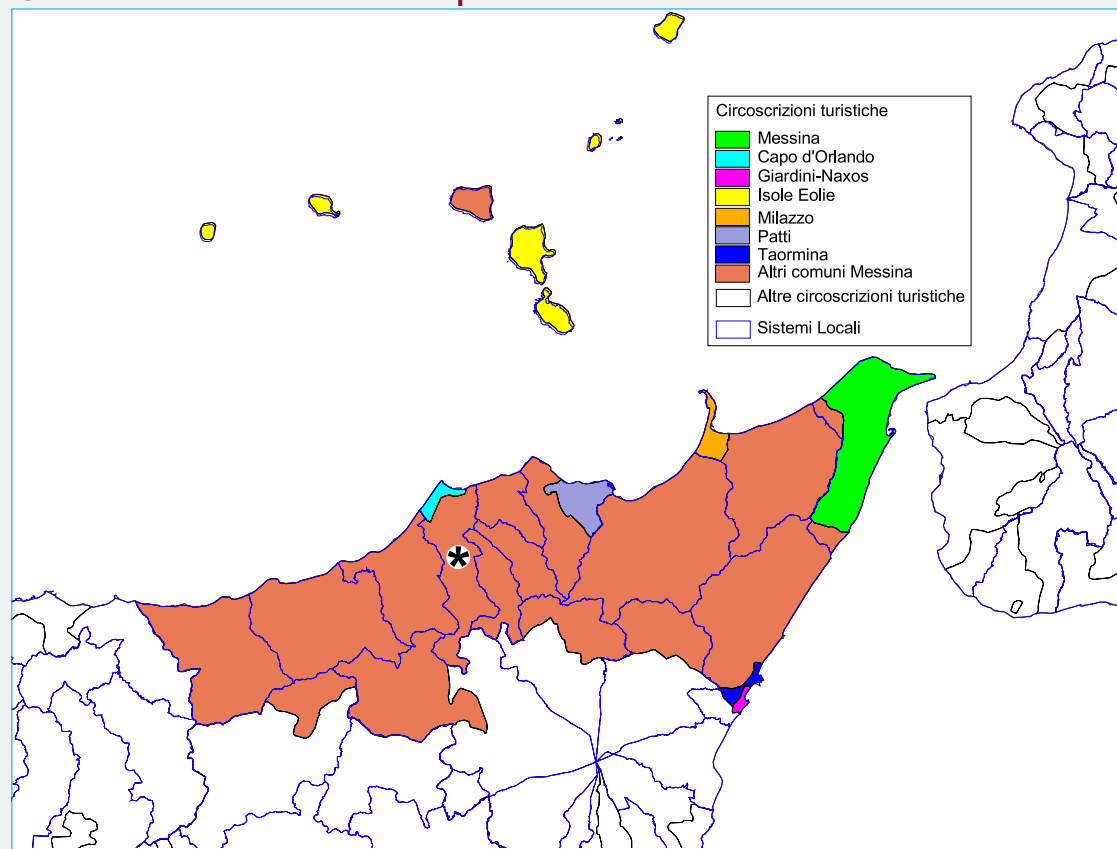 Circoscrizioni turistiche
Messina
Capo d'Orlando
Giardini-Naxos
Isole Eolie
Milazzo
Patti
Taormina
Altri comuni Messina
Altre circoscrizioni turistiche
Sistemi Locali
*